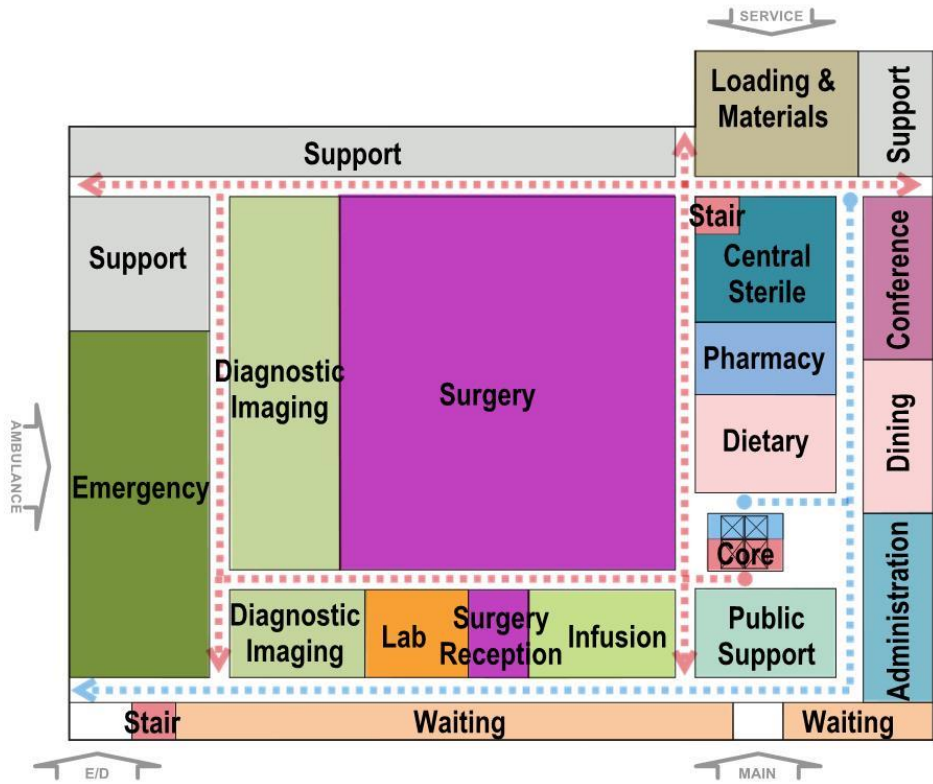 SERVICE
Loading &
Materials
Support
Support
Stair
Support
Central
Sterile
Conference
Diagnostic
Imaging
Surgery
Pharmacy
Dietary
Dining
AMBULANCE
Emergency
Core
Diagnostic
Imaging
Lab
Surgery
Reception
Infusion
Public
Support
Administration
Stair
Waiting
Waiting
E/D
MAIN